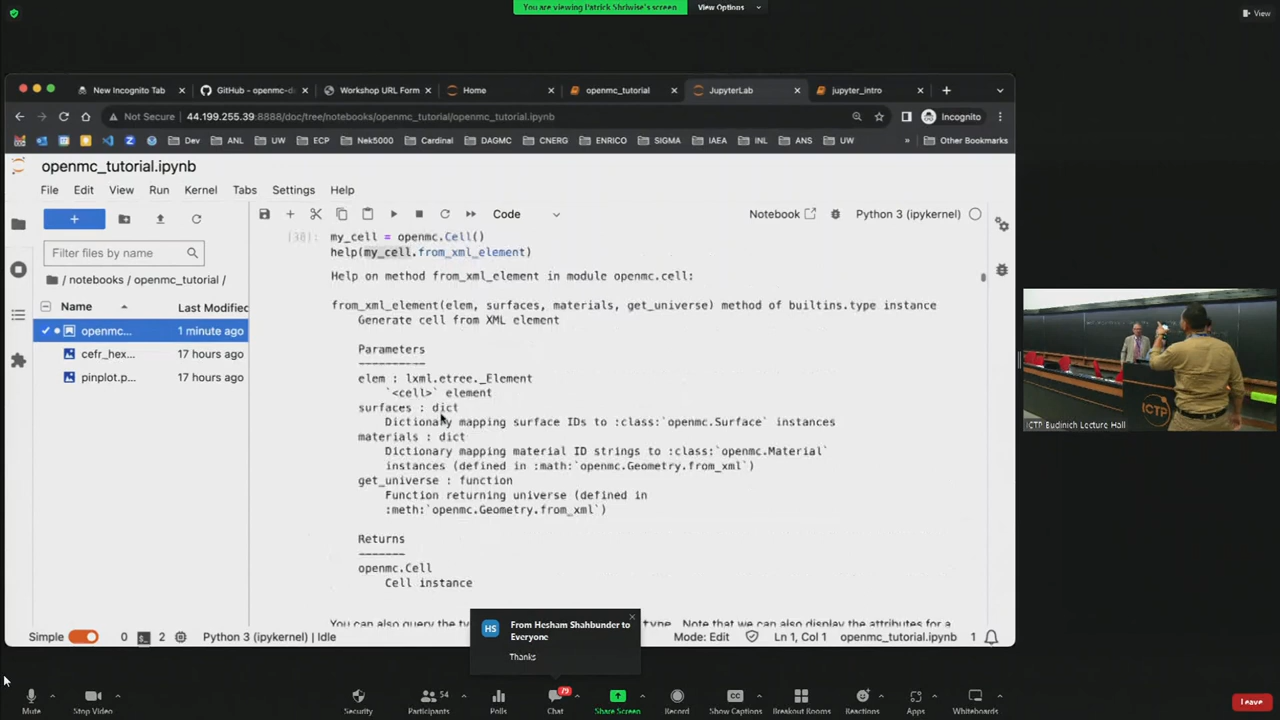 You are viewing Patrick Shriwise's screen
View Options
View
New Incognito Tab
GitHub - openmc-d
Workshop URL Form
Home
openmc_tutorial
JupyterLab
jupyter_intro
Not Secure
44.199.255.39:8888/doc/tree/notebooks/openmc_tutorial/openmc_tutorial.ipynb
Incognito
Dev
ANL
UW
ECP
Nek5000
Cardinal
DAGMC
CNERG
ENRICO
SIGMA
IAEA
INL
ANS
UW
»
Other Bookmarks
openmc_tutorial.ipynb
File
Edit
View
Run
Kernel
Tabs
Settings
Help
Code
Notebook
Python 3 (ipykernel)
Filter files by name
/ notebooks / openmc_tutorial /
Name
Last Modified
openmc...
1 minute ago
cefr_hex...
17 hours ago
pinplot.p...
17 hours ago
[38]:
my_cell = openmc.Cell()
help(my_cell.from_xml_element)
Help on method from_xml_element in module openmc.cell:
from_xml_element(elem, surfaces, materials, get_universe) method of builtins.type instance
Generate cell from XML element
Parameters
----------
elem : lxml.etree._Element
`<cell>` element
surfaces : dict
Dictionary mapping surface IDs to :class:`openmc.Surface` instances
materials : dict
Dictionary mapping material ID strings to :class:`openmc.Material`
instances (defined in :math:`openmc.Geometry.from_xml`)
get_universe : function
Function returning universe (defined in
:math:`openmc.Geometry.from_xml`)
Returns
-------
openmc.Cell
Cell instance
You can also query the ty
type. Note that we can also display the attributes for a
Simple
0
2
Python 3 (ipykernel) | Idle
Mode: Edit
Ln 1, Col 1
openmc_tutorial.ipynb
1
HS
From Hesham Shahbunder to
Everyone
Thanks
ICTP
ICTP Budinich Lecture Hall
Mute
Stop Video
Security
54
Participants
Polls
79
Chat
Share Screen
Record
Show Captions
Breakout Rooms
Reactions
Apps
Whiteboards
Leave